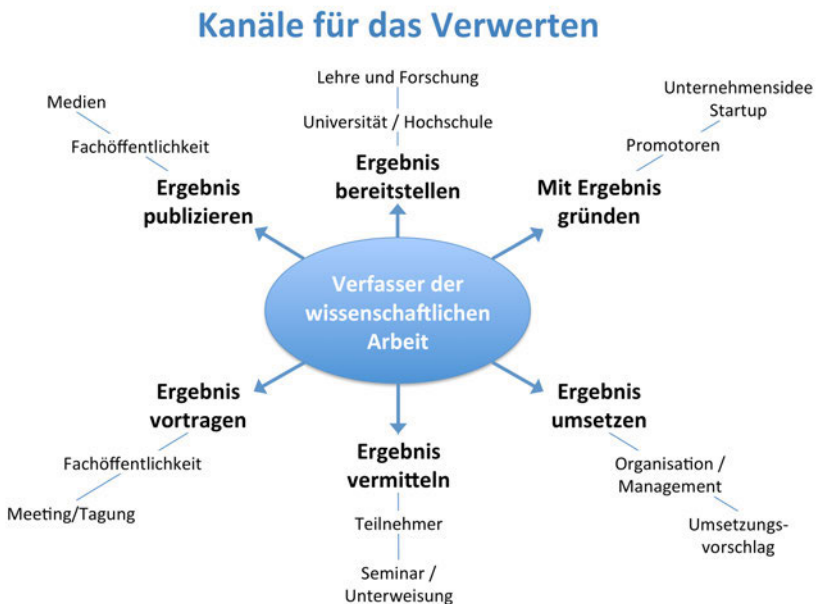 Kanäle für das Verwerten
Lehre und Forschung
Universität / Hochschule
Ergebnis
bereitstellen
Medien
Fachöffentlichkeit
Ergebnis
publizieren
Unternehmensidee
Startup
Promotoren
Mit Ergebnis
gründen
Verfasser der
wissenschaftlichen
Arbeit
Ergebnis
vortragen
Fachöffentlichkeit
Meeting/Tagung
Ergebnis
vermitteln
Teilnehmer
Seminar /
Unterweisung
Ergebnis
umsetzen
Organisation /
Management
Umsetzungs-
vorschlag